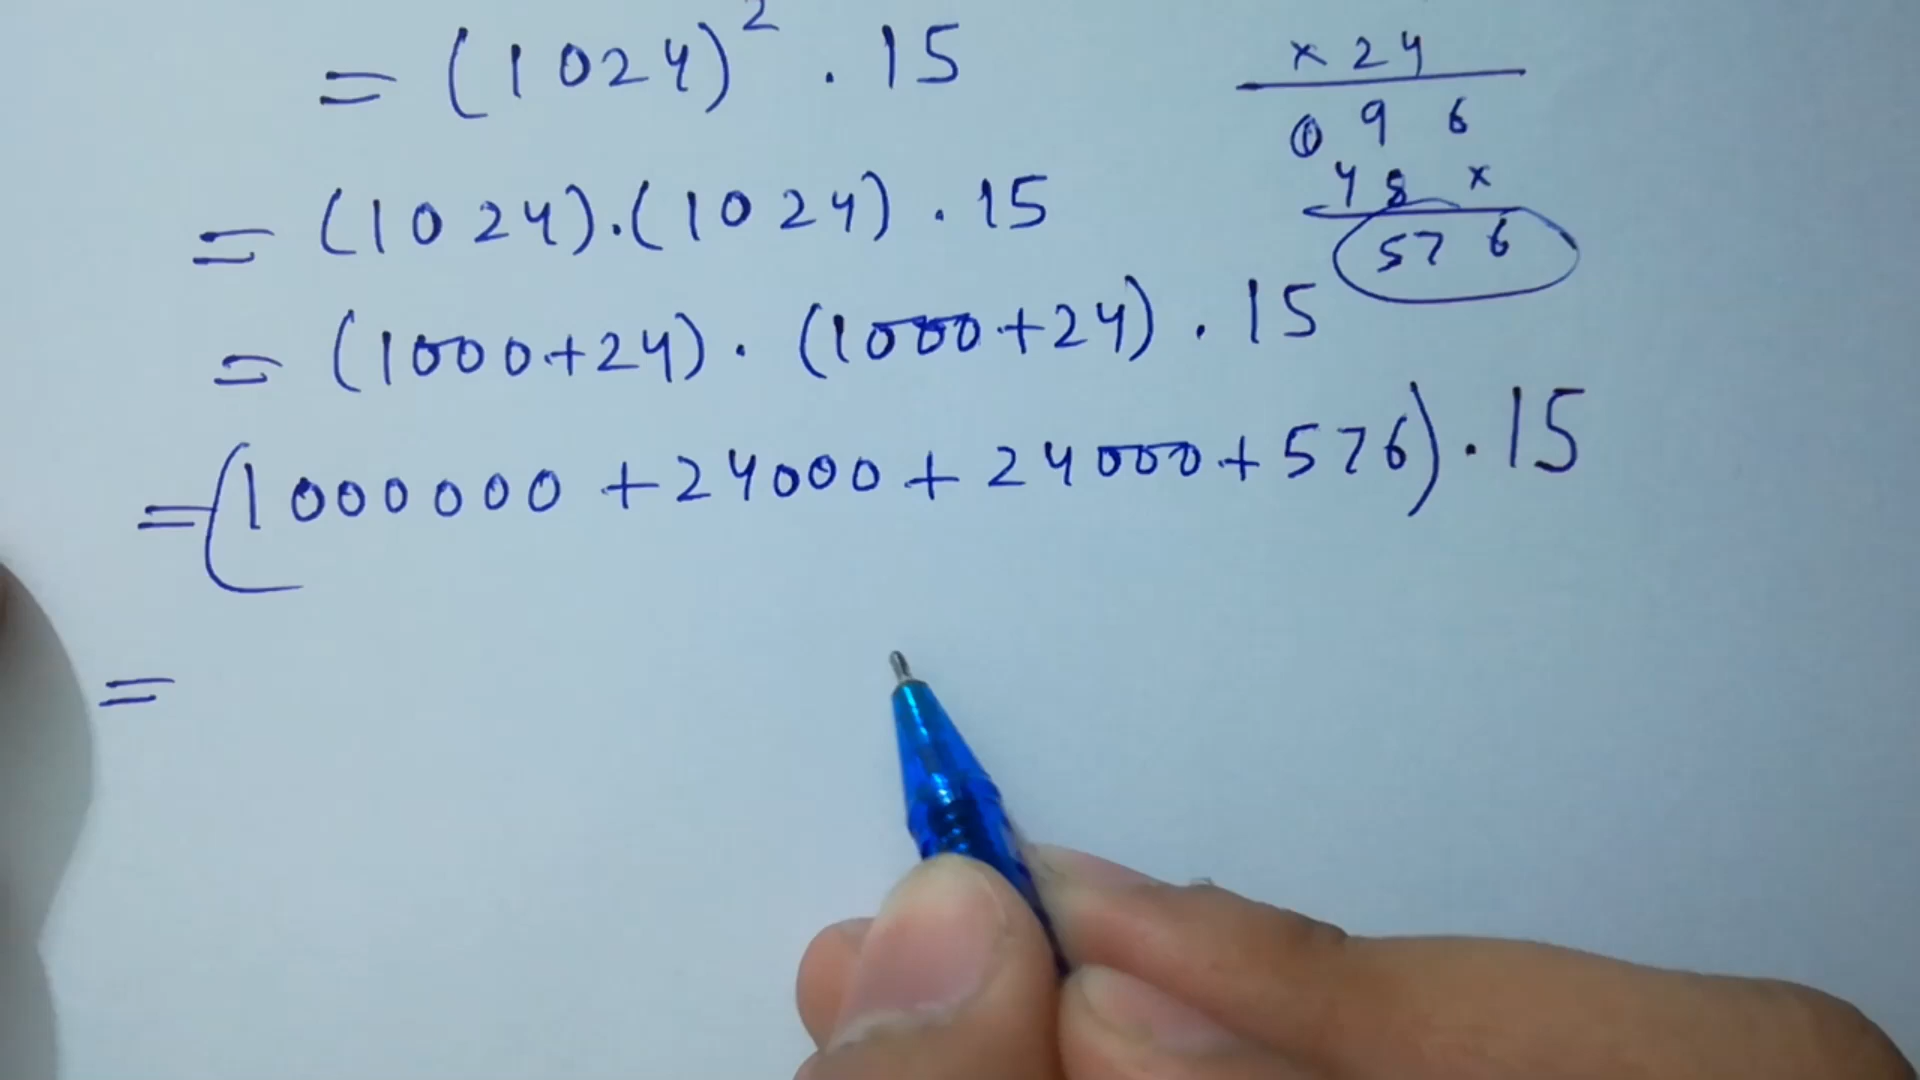 = (1024)² . 15
= (1024).(1024) . 15
= (1000+24) . (1000+24) . 15
= (1000000 + 24000 + 24000 + 576) . 15
=
x 24
096
48x
576